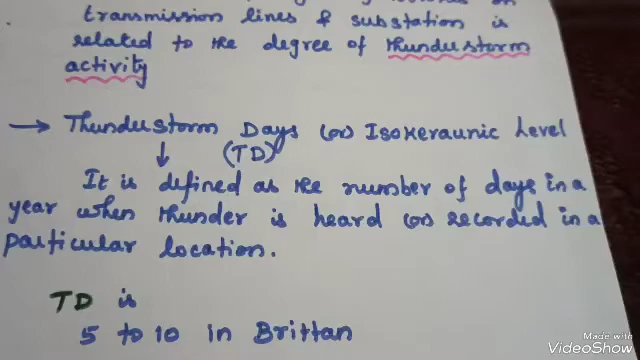 transmission lines & substation is
related to the degree of thunderstorm
activity
→ Thunderstorm Days (or) Isokeraunic Level
(TD)
It is defined as the number of days in a
year when thunder is heard (or) recorded in a
particular location.
TD is
5 to 10 in Brittan
Made with
VideoShow